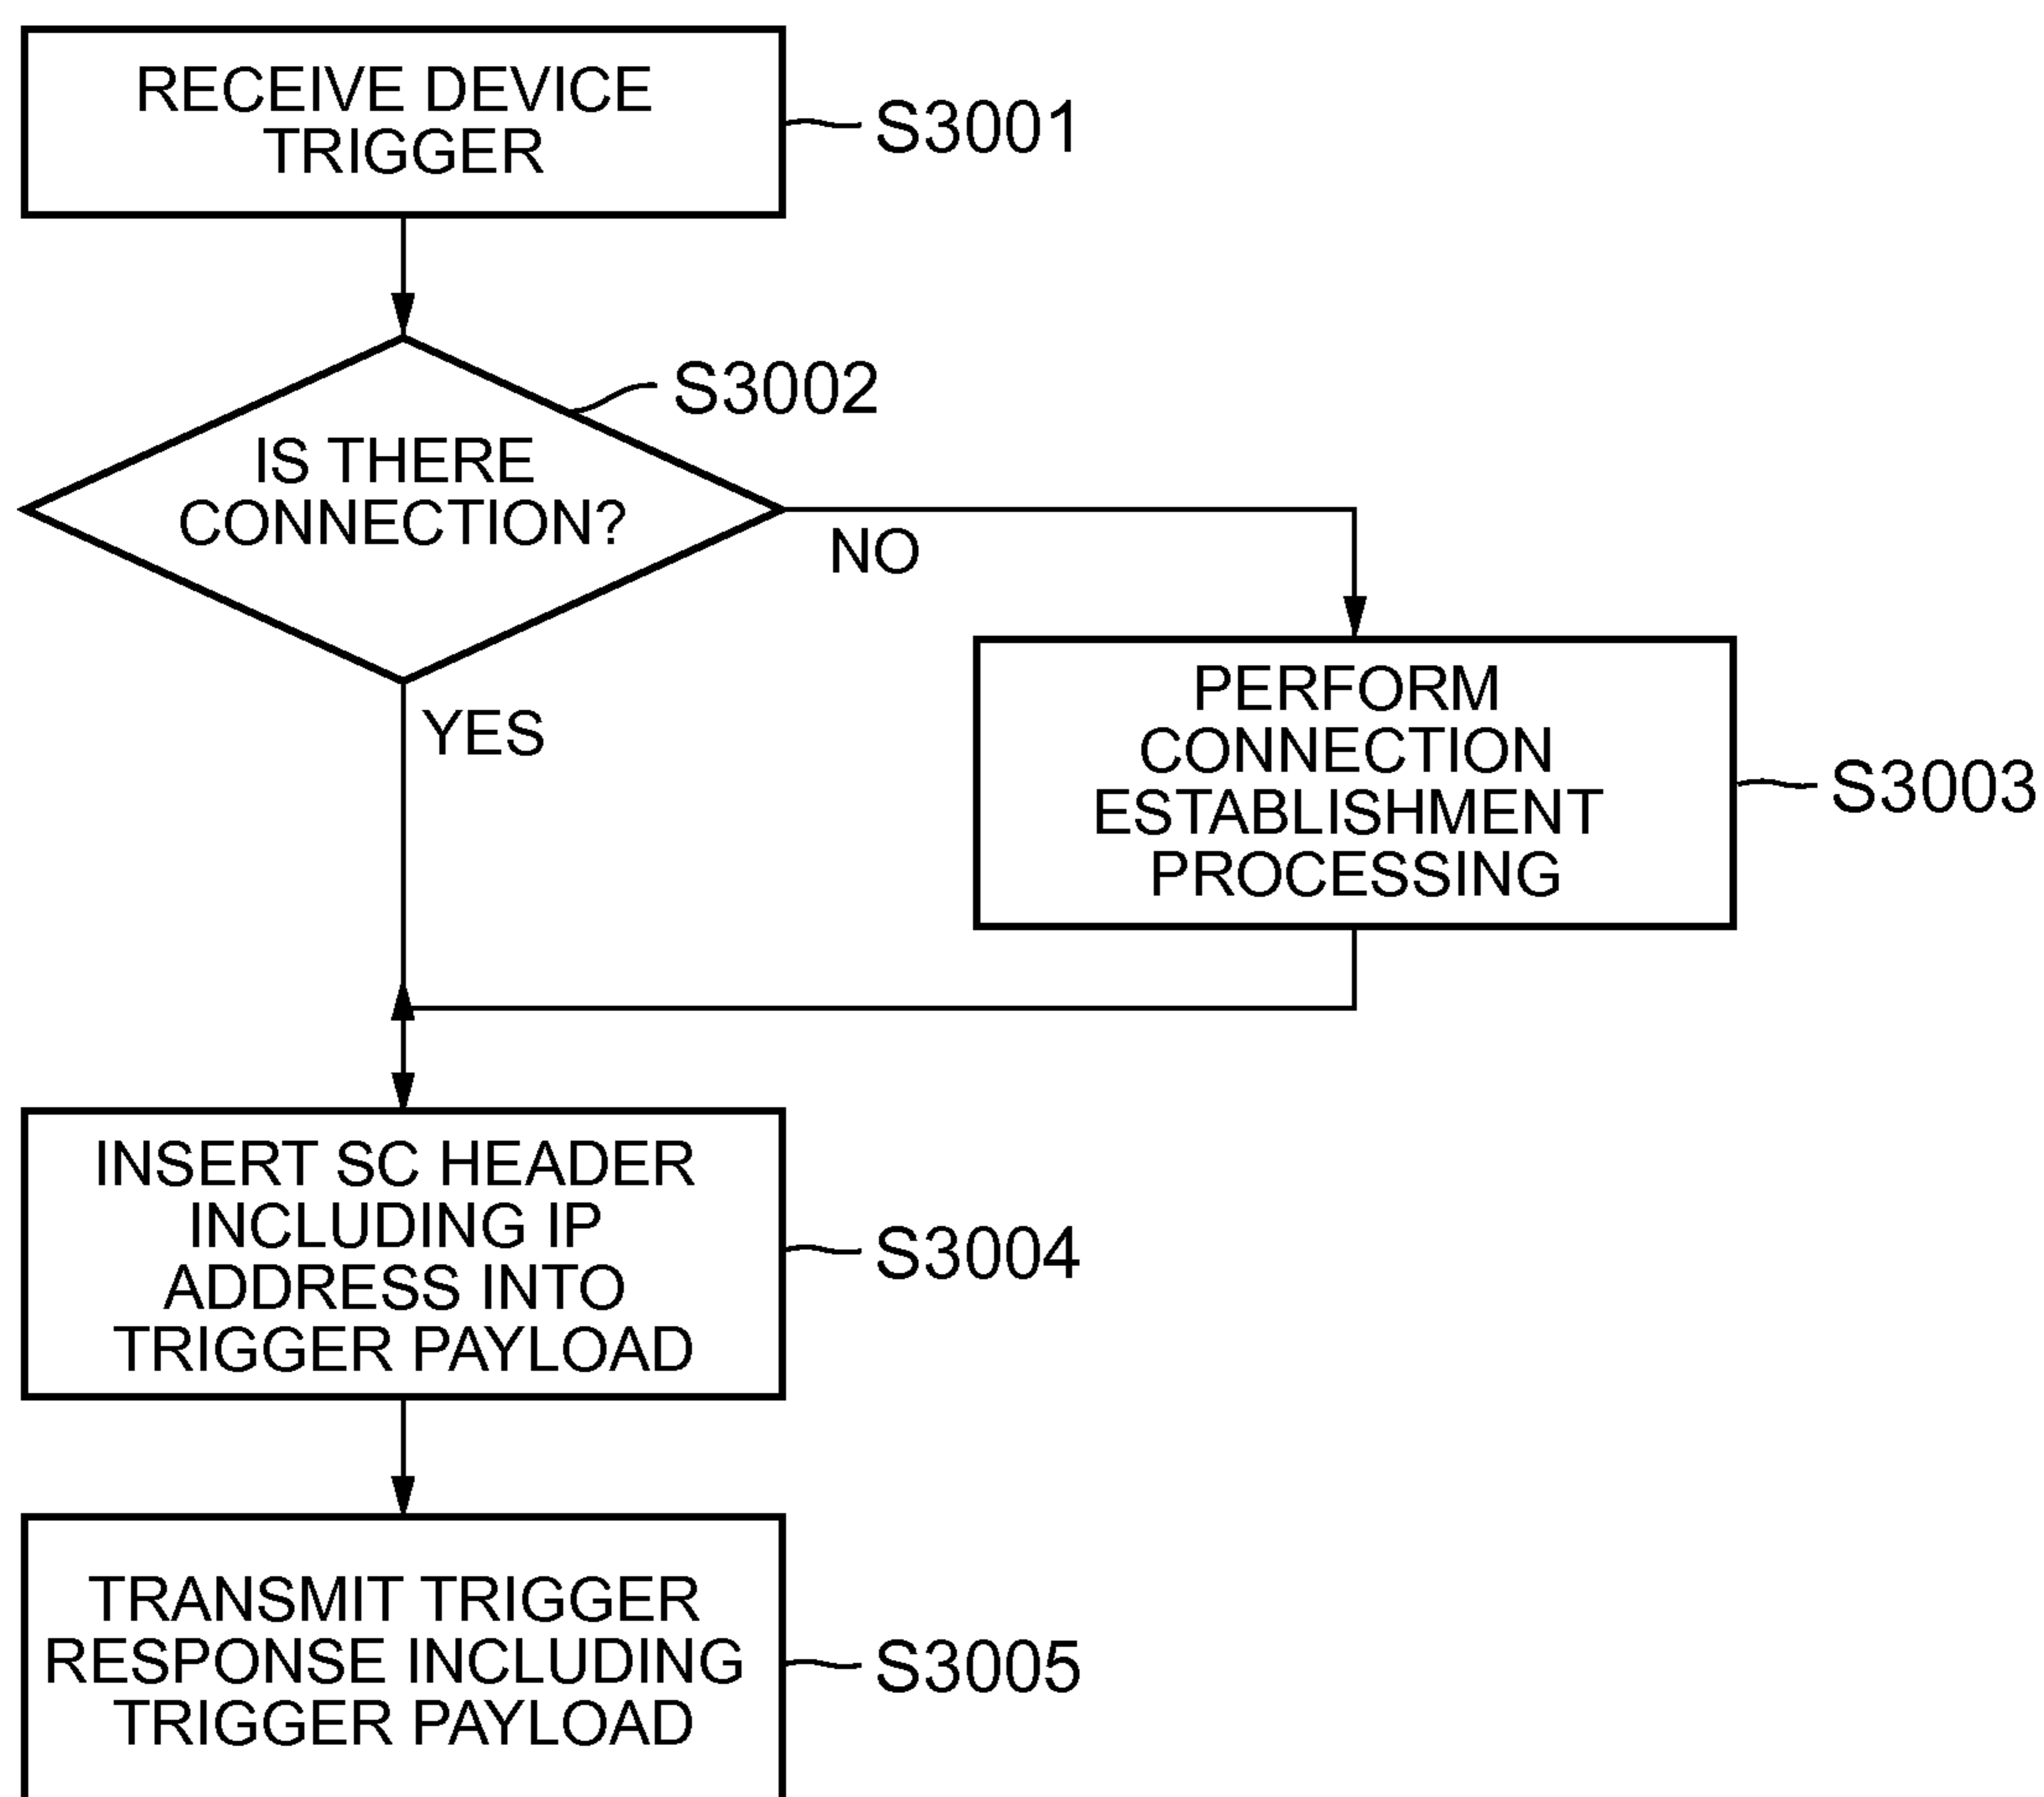 RECEIVE DEVICE
TRIGGER
S3001
S3002
IS THERE
CONNECTION?
NO
YES
PERFORM
CONNECTION
ESTABLISHMENT
PROCESSING
S3003
INSERT SC HEADER
INCLUDING IP
ADDRESS INTO
TRIGGER PAYLOAD
S3004
TRANSMIT TRIGGER
RESPONSE INCLUDING
TRIGGER PAYLOAD
S3005